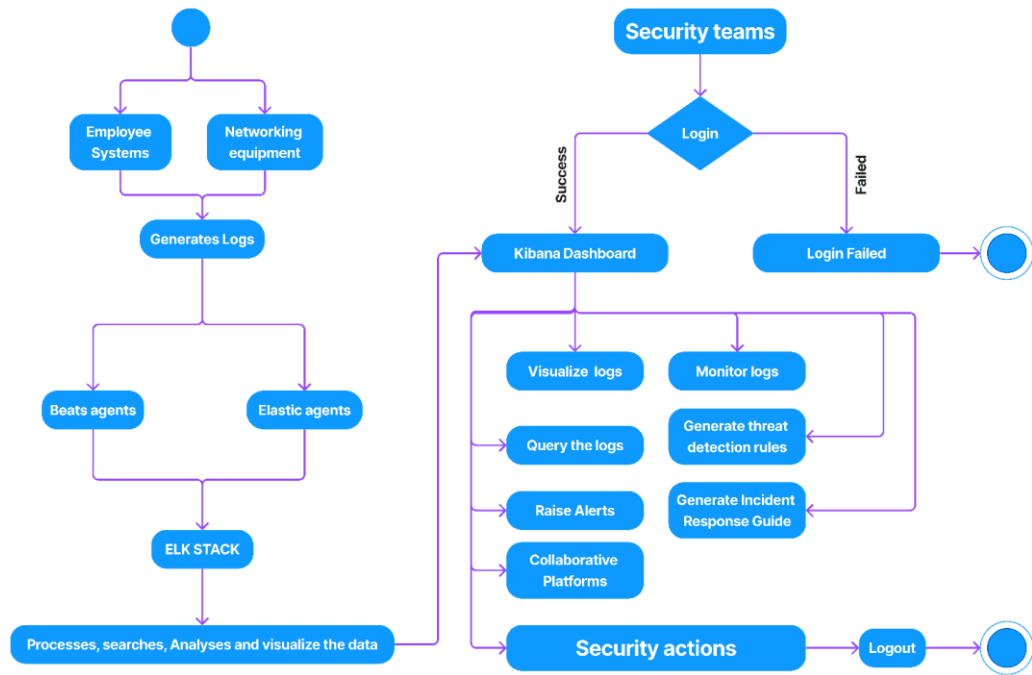 Employee
Systems
Networking
equipment
Generates Logs
Beats agents
Elastic agents
ELK STACK
Processes, searches, Analyses and visualize the data
Security teams
Login
Success
Failed
Kibana Dashboard
Login Failed
Visualize logs
Monitor logs
Query the logs
Generate threat
detection rules
Raise Alerts
Generate Incident
Response Guide
Collaborative
Platforms
Security actions
Logout